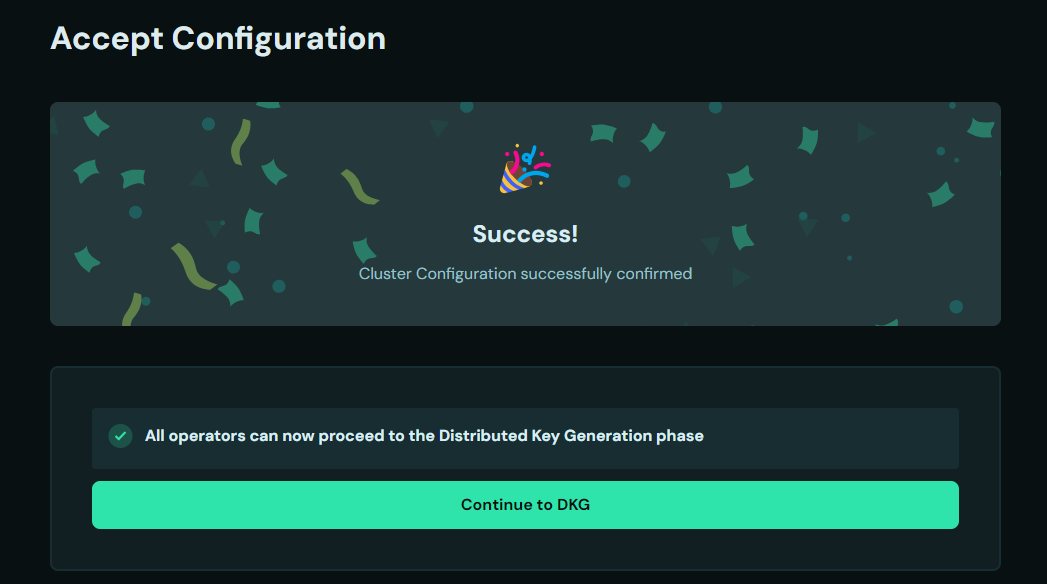 Accept Configuration
Success!
Cluster Configuration successfully confirmed
All operators can now proceed to the Distributed Key Generation phase
Continue to DKG